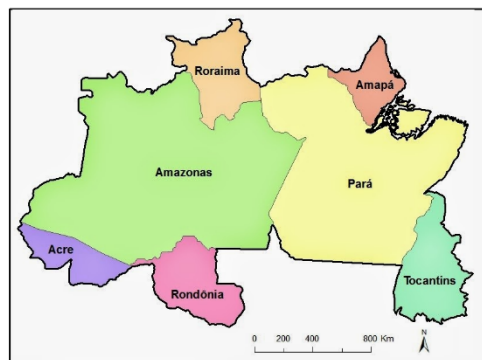 Roraima
Amapá
Amazonas
Pará
Acre
Rondônia
Tocantins
0 200 400 800 Km
N